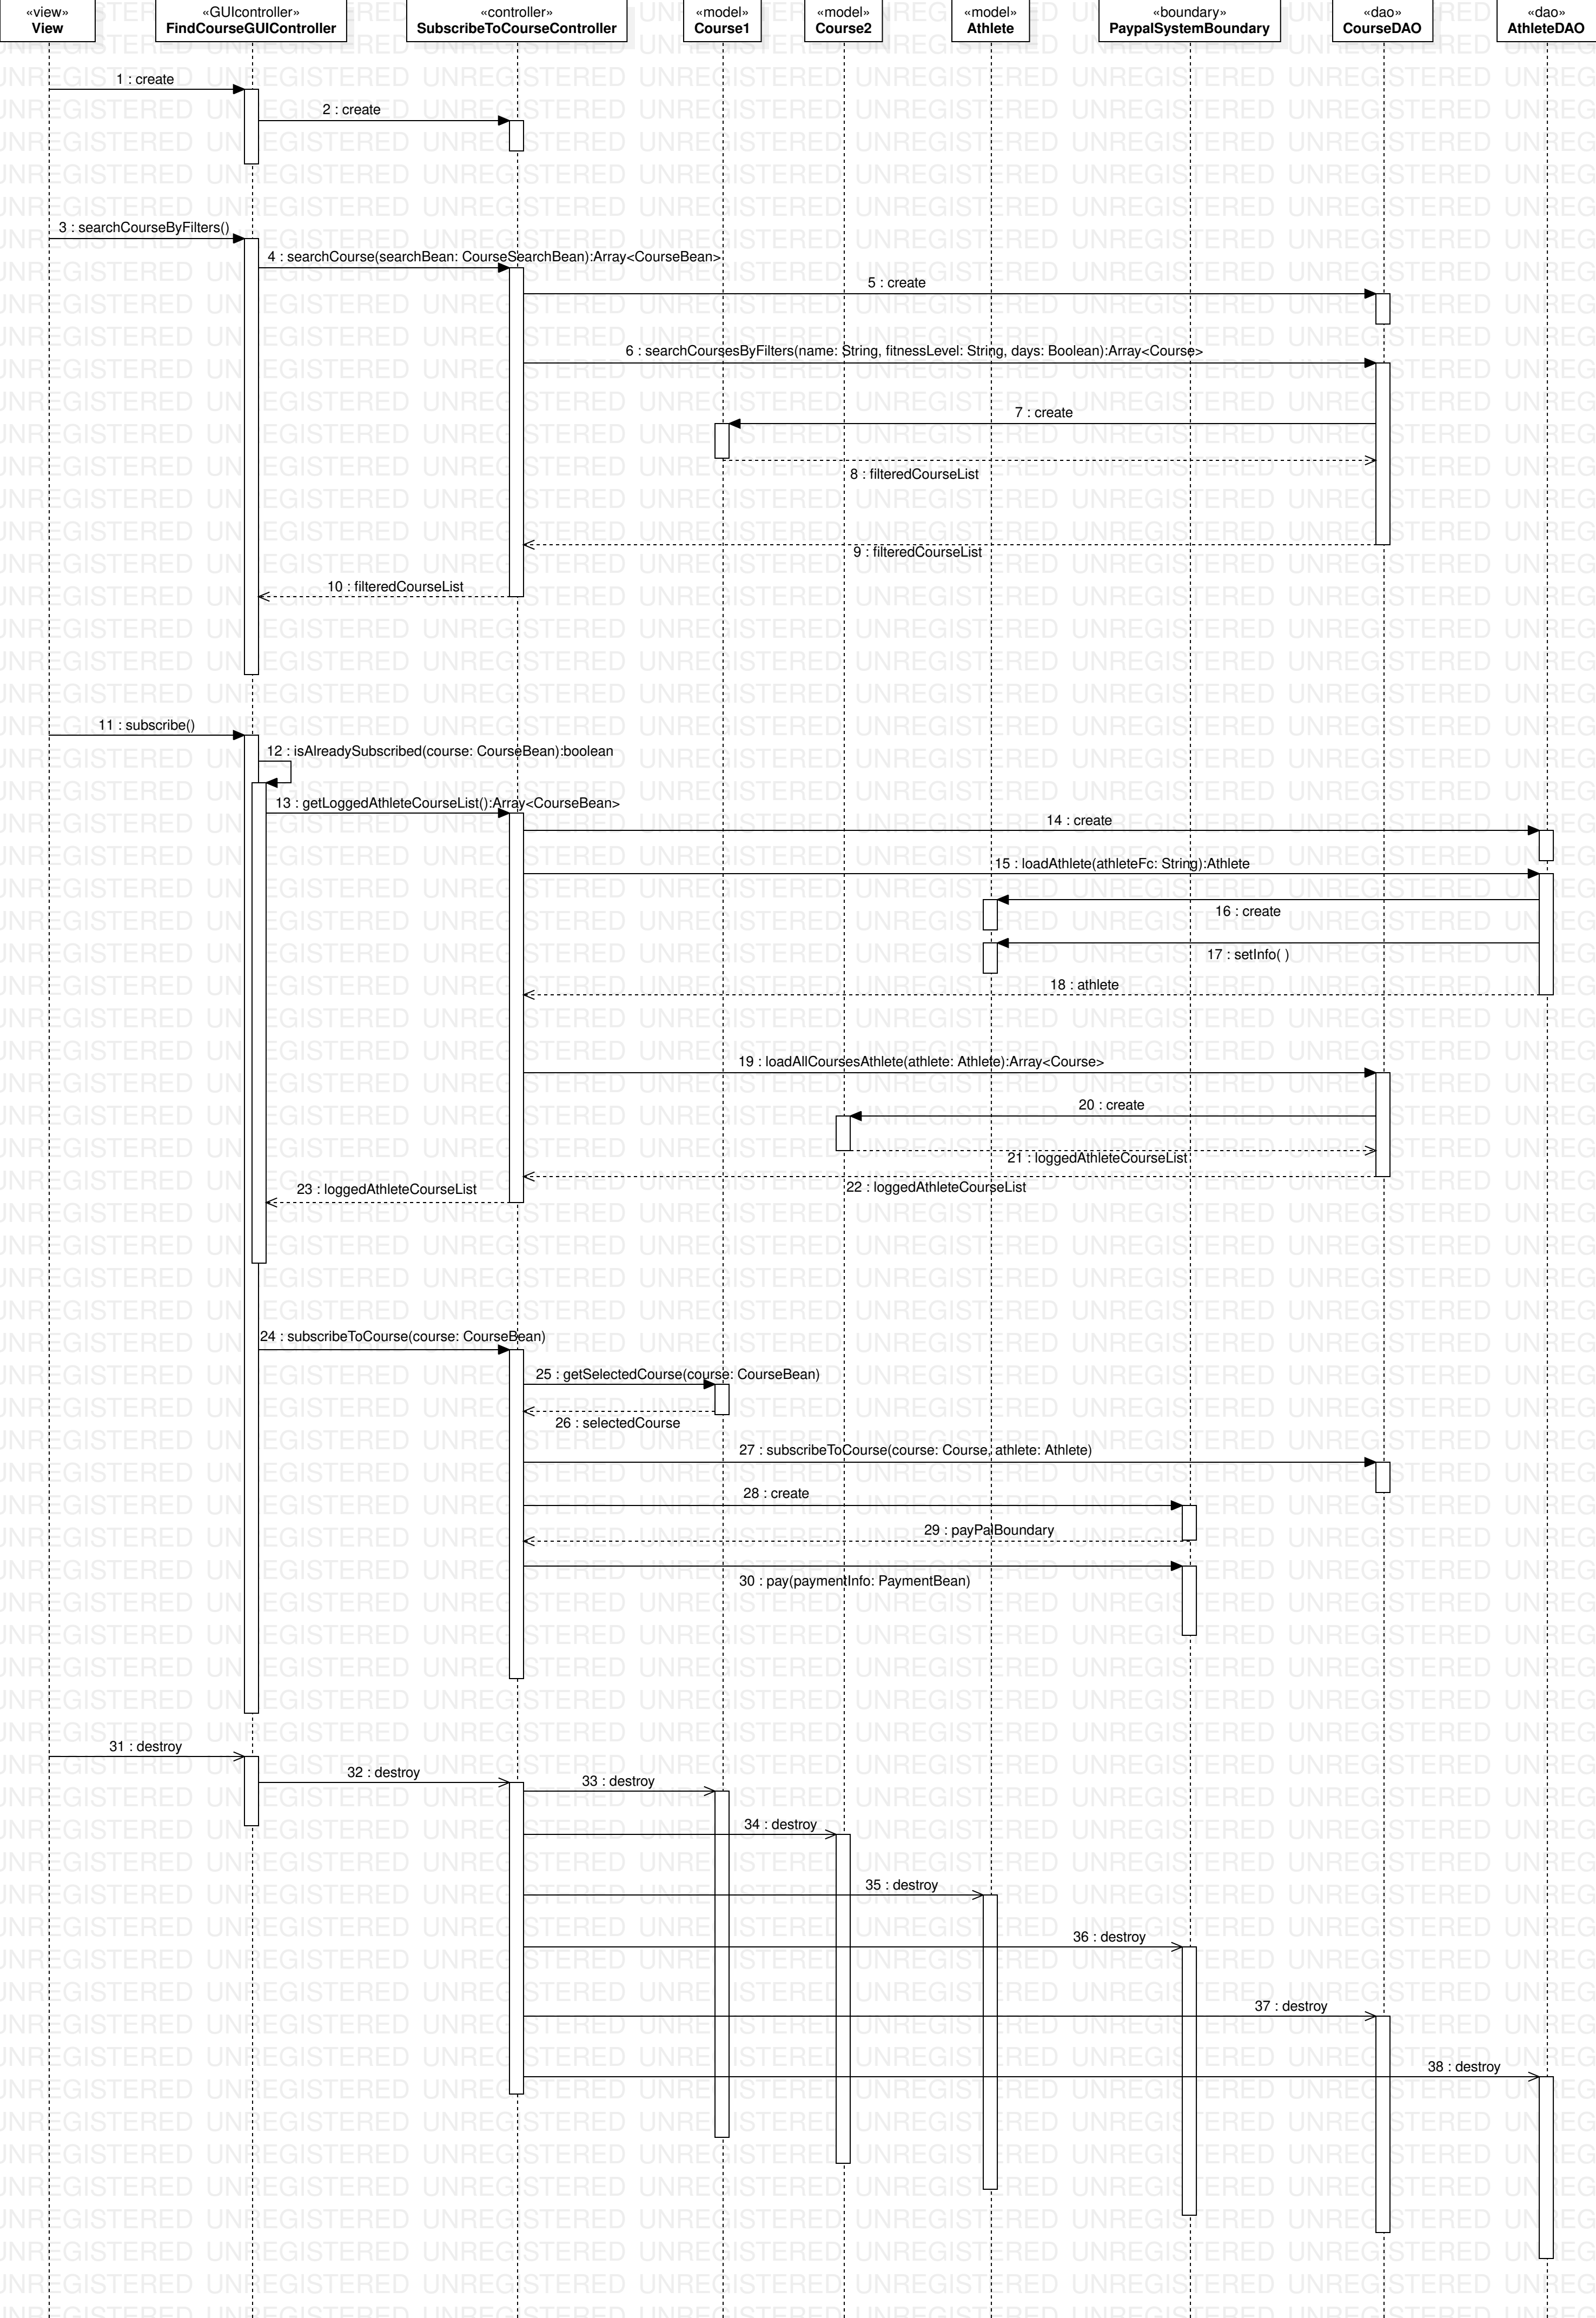 «view»
View
«GUIcontroller»
FindCourseGUIController
«controller»
SubscribeToCourseController
«model»
Course1
«model»
Course2
«model»
Athlete
«boundary»
PaypalSystemBoundary
«dao»
CourseDAO
«dao»
AthleteDAO
1 : create
2 : create
3 : searchCourseByFilters()
4 : searchCourse(searchBean: CourseSearchBean):Array<CourseBean>
5 : create
6 : searchCoursesByFilters(name: String, fitnessLevel: String, days: Boolean):Array<Course>
7 : create
8 : filteredCourseList
9 : filteredCourseList
10 : filteredCourseList
11 : subscribe()
12 : isAlreadySubscribed(course: CourseBean):boolean
13 : getLoggedAthleteCourseList():Array<CourseBean>
14 : create
15 : loadAthlete(athleteFc: String):Athlete
16 : create
17 : setInfo( )
18 : athlete
19 : loadAllCoursesAthlete(athlete: Athlete):Array<Course>
20 : create
21 : loggedAthleteCourseList
22 : loggedAthleteCourseList
23 : loggedAthleteCourseList
24 : subscribeToCourse(course: CourseBean)
25 : getSelectedCourse(course: CourseBean)
26 : selectedCourse
27 : subscribeToCourse(course: Course, athlete: Athlete)
28 : create
29 : payPalBoundary
30 : pay(paymentInfo: PaymentBean)
31 : destroy
32 : destroy
33 : destroy
34 : destroy
35 : destroy
36 : destroy
37 : destroy
38 : destroy
UNREGISTERED